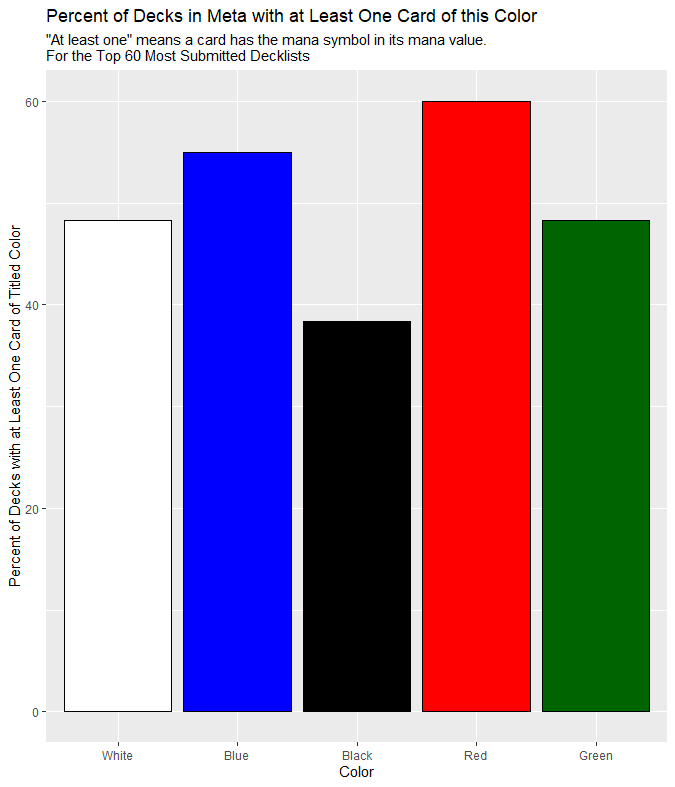 Percent of Decks in Meta with at Least One Card of this Color
"At least one" means a card has the mana symbol in its mana value.
For the Top 60 Most Submitted Decklists
Percent of Decks with at Least One Card of Titled Color
60
40
20
0
White Blue Black Red Green
Color